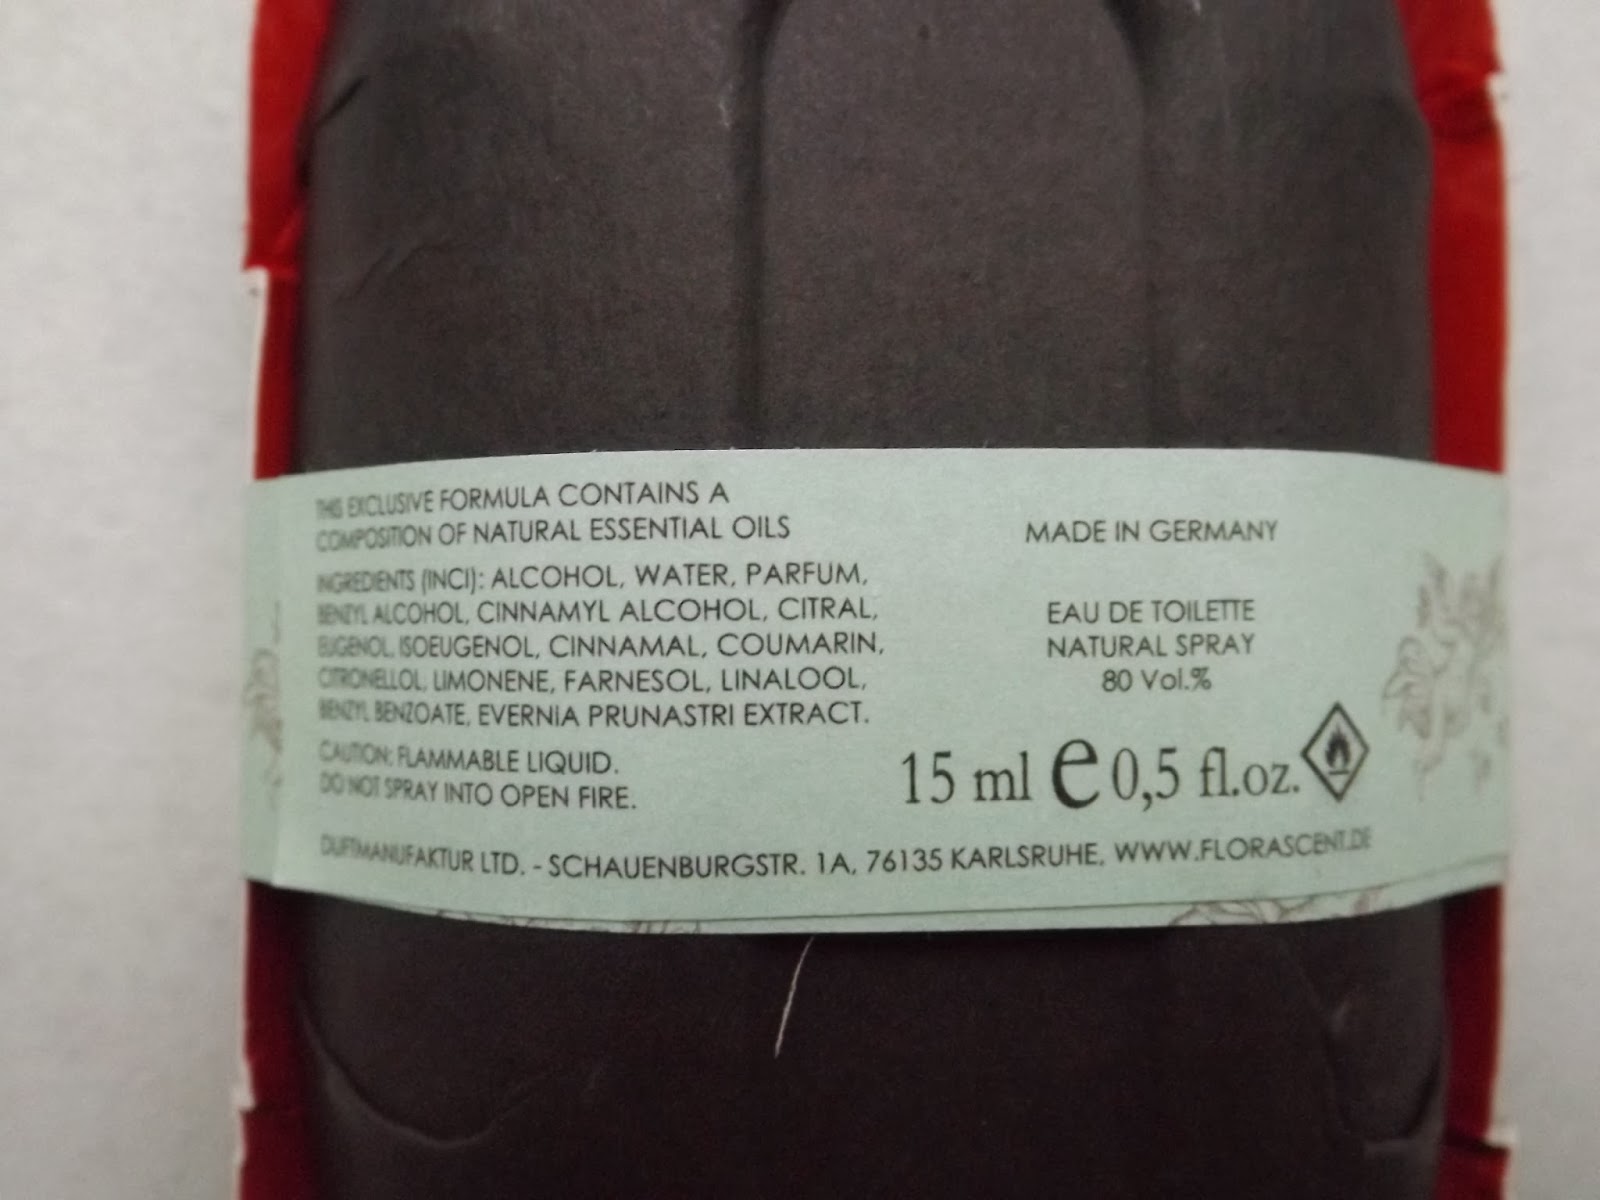 THIS EXCLUSIVE FORMULA CONTAINS A
COMPOSITION OF NATURAL ESSENTIAL OILS
INGREDIENTS (INCI): ALCOHOL, WATER, PARFUM,
BENZYL ALCOHOL, CINNAMYL ALCOHOL, CITRAL,
EUGENOL, ISOEUGENOL, CINNAMAL, COUMARIN,
CITRONELLOL, LIMONENE, FARNESOL, LINALOOL,
BENZYL BENZOATE, EVERNIA PRUNASTRI EXTRACT.
CAUTION: FLAMMABLE LIQUID.
DO NOT SPRAY INTO OPEN FIRE.
MADE IN GERMANY
EAU DE TOILETTE
NATURAL SPRAY
80 Vol.%
15 ml e 0,5 fl.oz.
DUFTMANUFAKTUR LTD. - SCHAUENBURGSTR. 1A, 76135 KARLSRUHE, WWW.FLORASCENT.DE